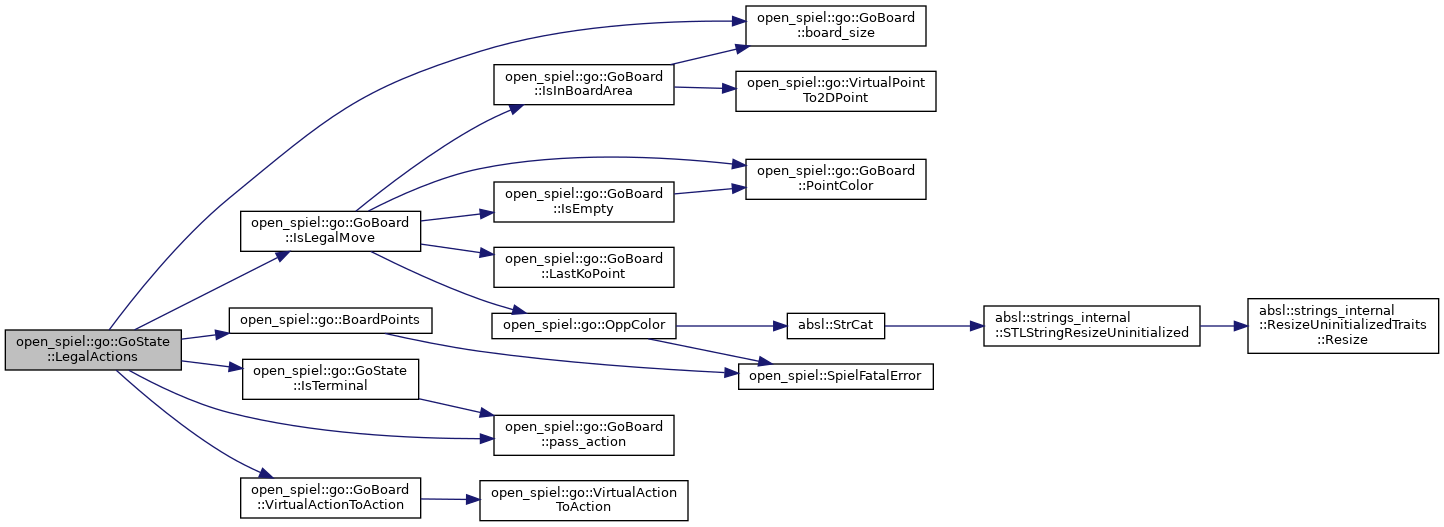 open_spiel::go::GoState
::LegalActions
open_spiel::go::GoBoard
::IsLegalMove
open_spiel::go::BoardPoints
open_spiel::go::GoState
::IsTerminal
open_spiel::go::GoBoard
::VirtualActionToAction
open_spiel::go::GoBoard
::IsInBoardArea
open_spiel::go::GoBoard
::IsEmpty
open_spiel::go::GoBoard
::LastKoPoint
open_spiel::go::OppColor
open_spiel::go::GoBoard
::pass_action
open_spiel::go::VirtualAction
ToAction
open_spiel::go::GoBoard
::board_size
open_spiel::go::VirtualPoint
To2DPoint
open_spiel::go::GoBoard
::PointColor
absl::StrCat
open_spiel::SpielFatalError
absl::strings_internal
::STLStringResizeUninitialized
absl::strings_internal
::ResizeUninitializedTraits
::Resize